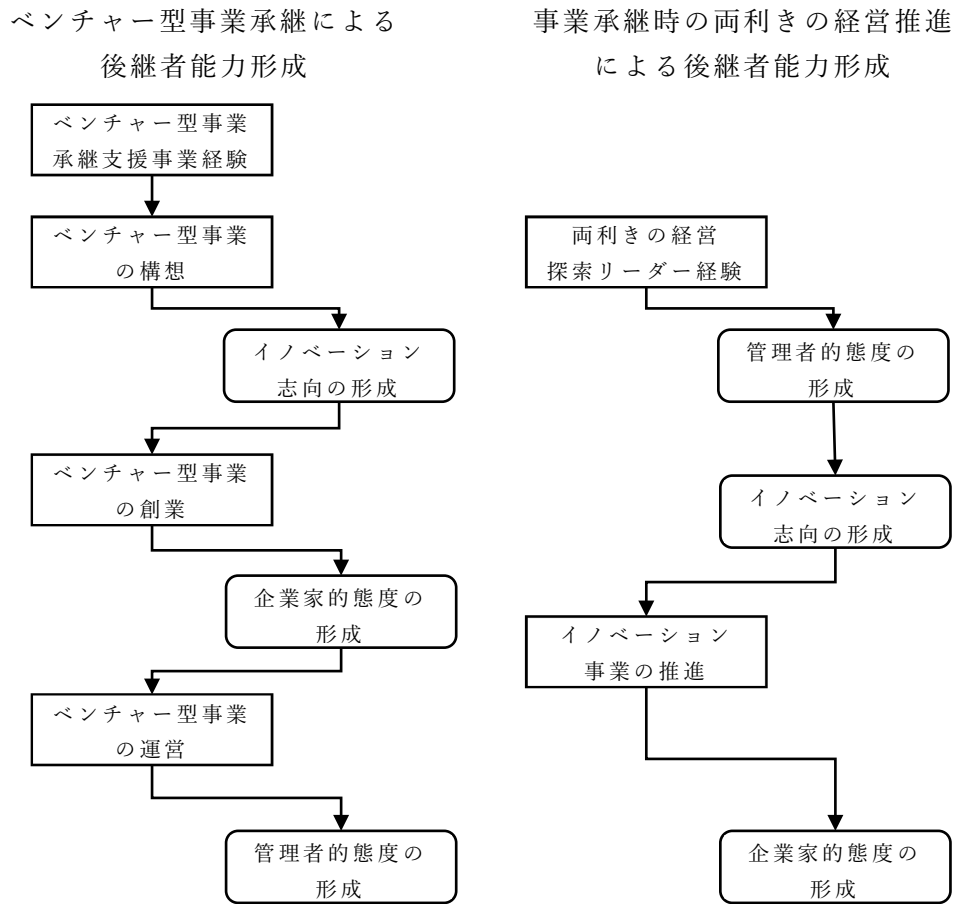 ベンチャー型事業承継による
後継者能力形成
ベンチャー型事業
承継支援事業経験
ベンチャー型事業
の構想
イノベーション
志向の形成
ベンチャー型事業
の創業
企業家的態度の
形成
ベンチャー型事業
の運営
管理者的態度の
形成
事業承継時の両利きの経営推進
による後継者能力形成
両利きの経営
探索リーダー経験
管理者的態度の
形成
イノベーション
志向の形成
イノベーション
事業の推進
企業家的態度の
形成